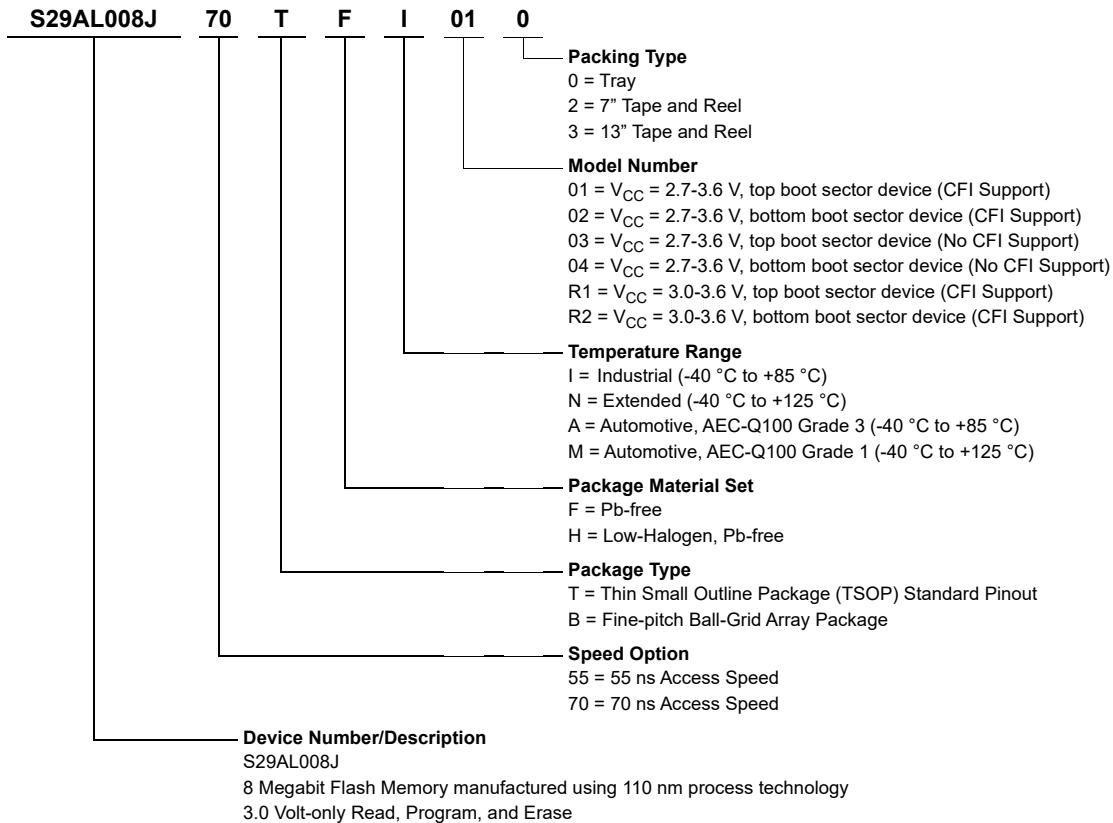 S29AL008J 70 T F I 01 0
Packing Type
0 = Tray
2 = 7” Tape and Reel
3 = 13” Tape and Reel
Model Number
01 = VCC = 2.7-3.6 V, top boot sector device (CFI Support)
02 = VCC = 2.7-3.6 V, bottom boot sector device (CFI Support)
03 = VCC = 2.7-3.6 V, top boot sector device (No CFI Support)
04 = VCC = 2.7-3.6 V, bottom boot sector device (No CFI Support)
R1 = VCC = 3.0-3.6 V, top boot sector device (CFI Support)
R2 = VCC = 3.0-3.6 V, bottom boot sector device (CFI Support)
Temperature Range
I = Industrial (-40 °C to +85 °C)
N = Extended (-40 °C to +125 °C)
A = Automotive, AEC-Q100 Grade 3 (-40 °C to +85 °C)
M = Automotive, AEC-Q100 Grade 1 (-40 °C to +125 °C)
Package Material Set
F = Pb-free
H = Low-Halogen, Pb-free
Package Type
T = Thin Small Outline Package (TSOP) Standard Pinout
B = Fine-pitch Ball-Grid Array Package
Speed Option
55 = 55 ns Access Speed
70 = 70 ns Access Speed
Device Number/Description
S29AL008J
8 Megabit Flash Memory manufactured using 110 nm process technology
3.0 Volt-only Read, Program, and Erase